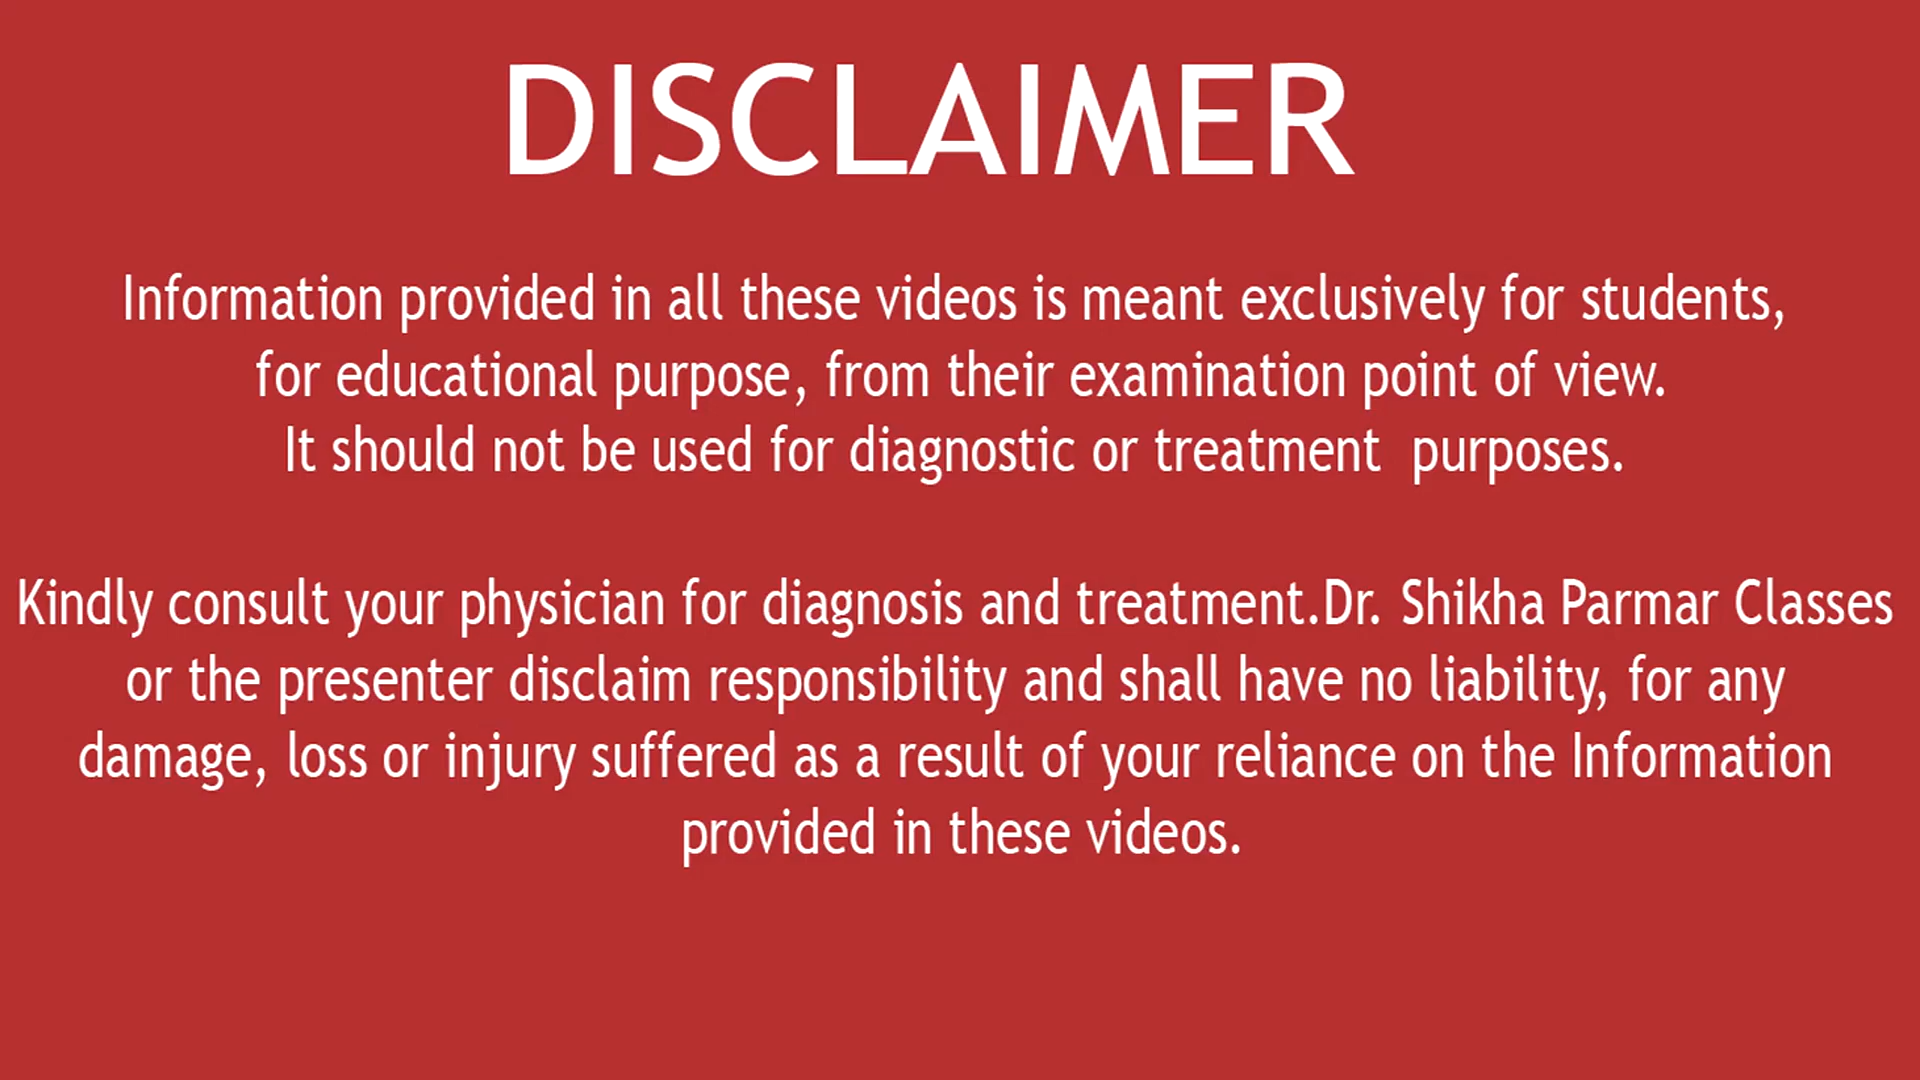 DISCLAIMER
Information provided in all these videos is meant exclusively for students,
for educational purpose, from their examination point of view.
It should not be used for diagnostic or treatment  purposes.
Kindly consult your physician for diagnosis and treatment.Dr. Shikha Parmar Classes
or the presenter disclaim responsibility and shall have no liability, for any
damage, loss or injury suffered as a result of your reliance on the Information
provided in these videos.